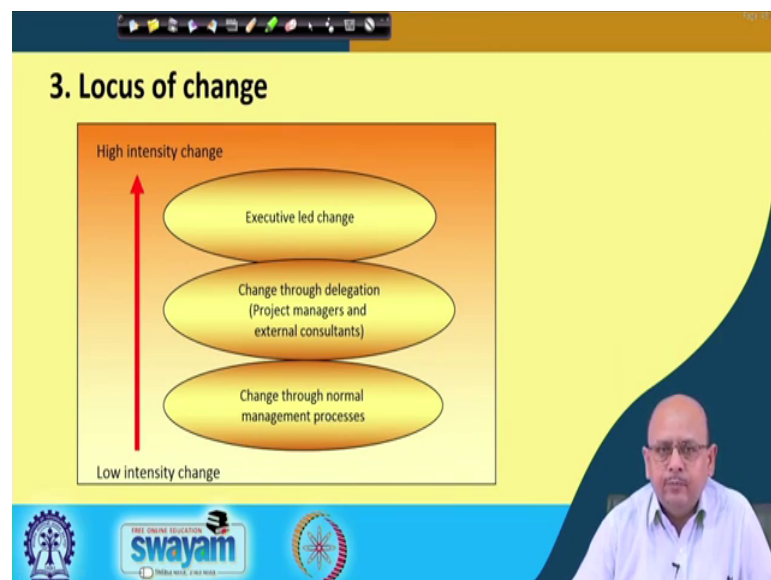 3. Locus of change
High intensity change
Executive led change
Change through delegation
(Project managers and
external consultants)
Change through normal
management processes
Low intensity change
FREE ONLINE EDUCATION
swayam